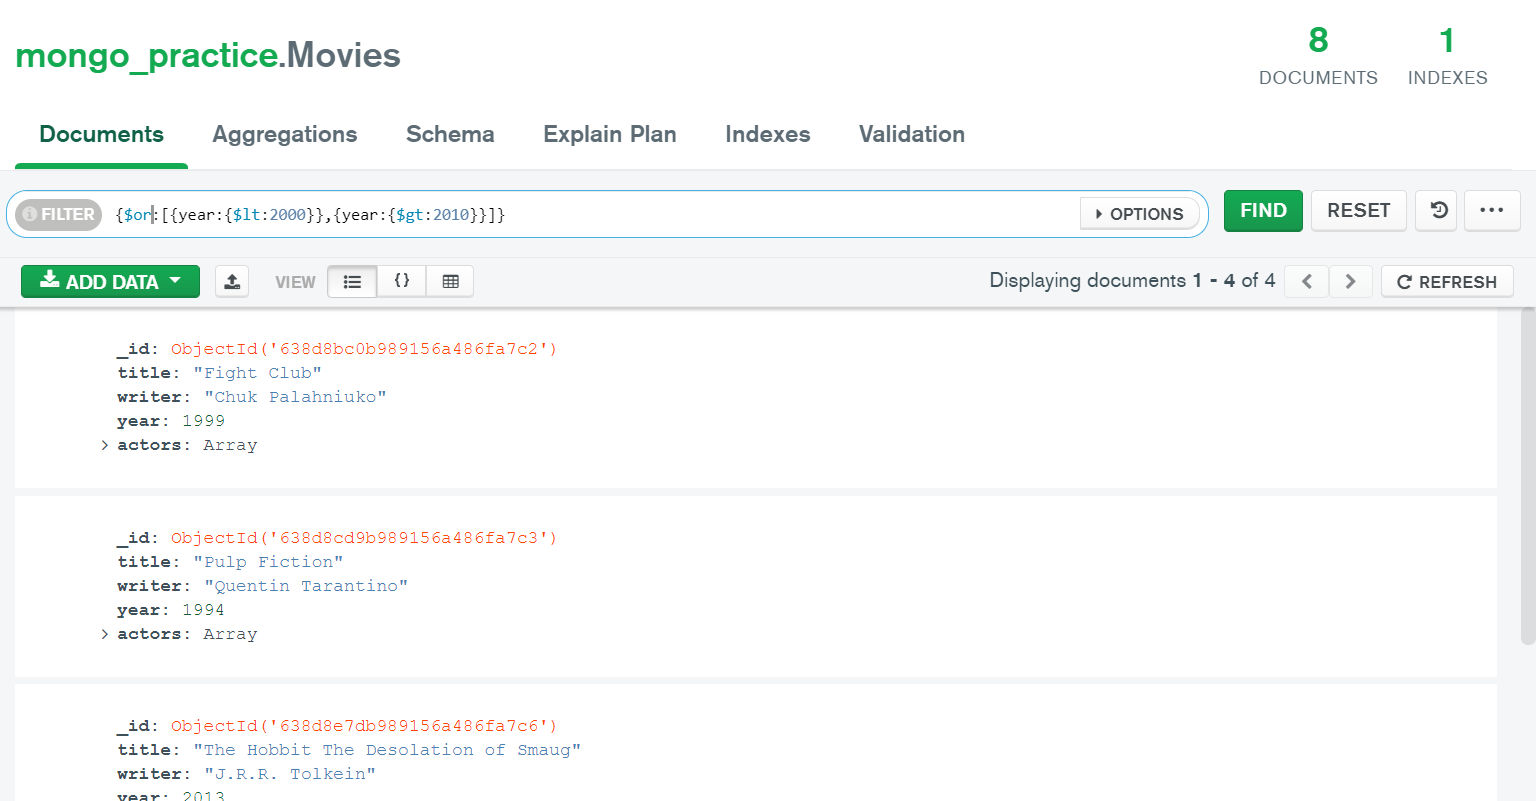 mongo_practice.Movies
8
DOCUMENTS
1
INDEXES
Documents Aggregations Schema Explain Plan Indexes Validation
FILTER {$or:[{year:{$lt:2000}},{year:{$gt:2010}}]} OPTIONS FIND RESET ...
ADD DATA VIEW {} Displaying documents 1 - 4 of 4 < > REFRESH
_id: ObjectId('638d8bc0b989156a486fa7c2')
title: "Fight Club"
writer: "Chuk Palahniuko"
year: 1999
> actors: Array
_id: ObjectId('638d8cd9b989156a486fa7c3')
title: "Pulp Fiction"
writer: "Quentin Tarantino"
year: 1994
> actors: Array
_id: ObjectId('638d8e7db989156a486fa7c6')
title: "The Hobbit The Desolation of Smaug"
writer: "J.R.R. Tolkein"
year: 2013